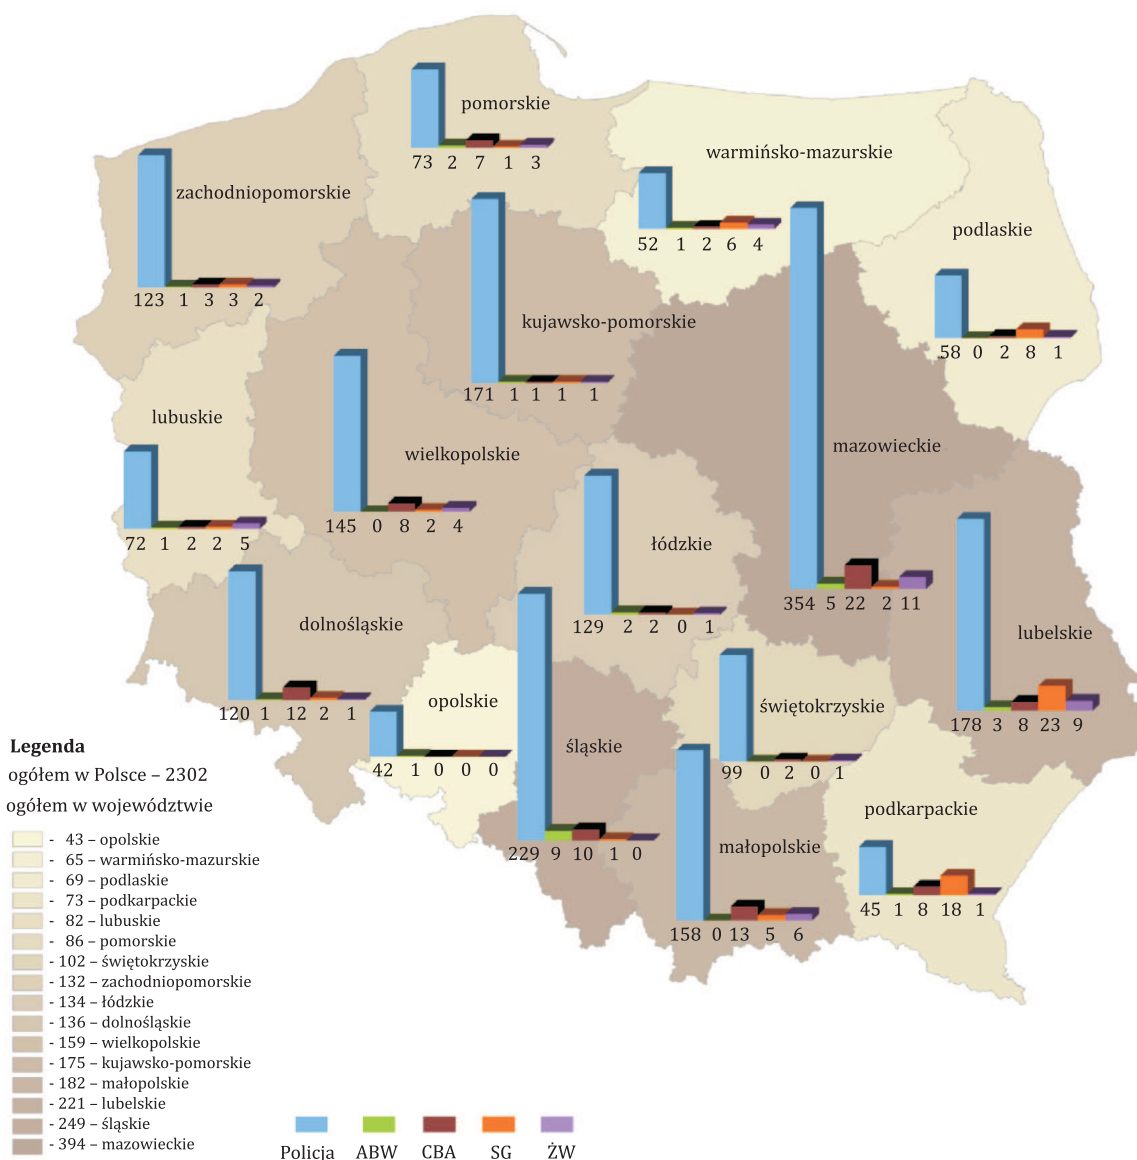 pomorskie
73 2 7 1 3
warmińsko-mazurskie
52 1 2 6 4
zachodniopomorskie
123 1 3 3 2
podlaskie
58 0 2 8 1
kujawsko-pomorskie
171 1 1 1 1
lubuskie
72 1 2 2 5
wielkopolskie
145 0 8 2 4
mazowieckie
354 5 22 2 11
łódzkie
129 2 2 0 1
lubelskie
178 3 8 23 9
dolnośląskie
120 1 12 2 1
opolskie
42 1 0 0 0
śląskie
229 9 10 1 0
świętokrzyskie
99 0 2 0 1
małopolskie
158 0 13 5 6
podkarpackie
45 1 8 18 1
Legenda
ogółem w Polsce – 2302
ogółem w województwie
- 43 – opolskie
- 65 – warmińsko-mazurskie
- 69 – podlaskie
- 73 – podkarpackie
- 82 – lubuskie
- 86 – pomorskie
- 102 – świętokrzyskie
- 132 – zachodniopomorskie
- 134 – łódzkie
- 136 – dolnośląskie
- 159 – wielkopolskie
- 175 – kujawsko-pomorskie
- 182 – małopolskie
- 221 – lubelskie
- 249 – śląskie
- 394 – mazowieckie
Policja ABW CBA SG ŻW